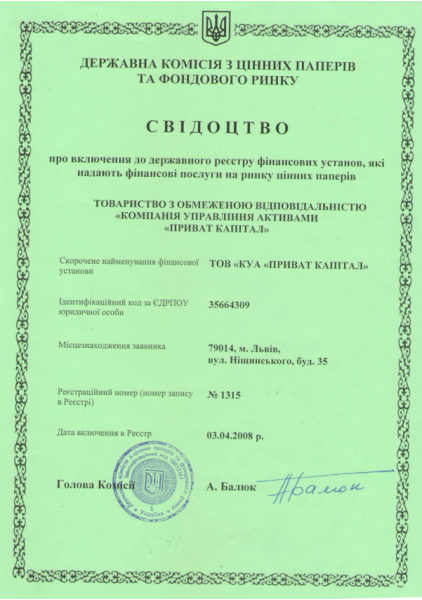 ДЕРЖАВНА КОМІСІЯ З ЦІННИХ ПАПЕРІВ
ТА ФОНДОВОГО РИНКУ
СВІДОЦТВО
про включення до державного реєстру фінансових установ, які
надають фінансові послуги на ринку цінних паперів
ТОВАРИСТВО З ОБМЕЖЕНОЮ ВІДПОВІДАЛЬНІСТЮ
«КОМПАНІЯ УПРАВЛІННЯ АКТИВАМИ
«ПРИВАТ КАПІТАЛ»
Скорочене найменування фінансової
установи
ТОВ «КУА «ПРИВАТ КАПІТАЛ»
Ідентифікаційний код за ЄДРПОУ
юридичної особи
35664309
Місцезнаходження заявника
79014, м. Львів,
вул. Ніщинського, буд. 35
Реєстраційний номер (номер запису
в Реєстрі)
№ 1315
Дата включення в Реєстр
03.04.2008 р.
Голова Комісії
А. Балюк
Україна
1